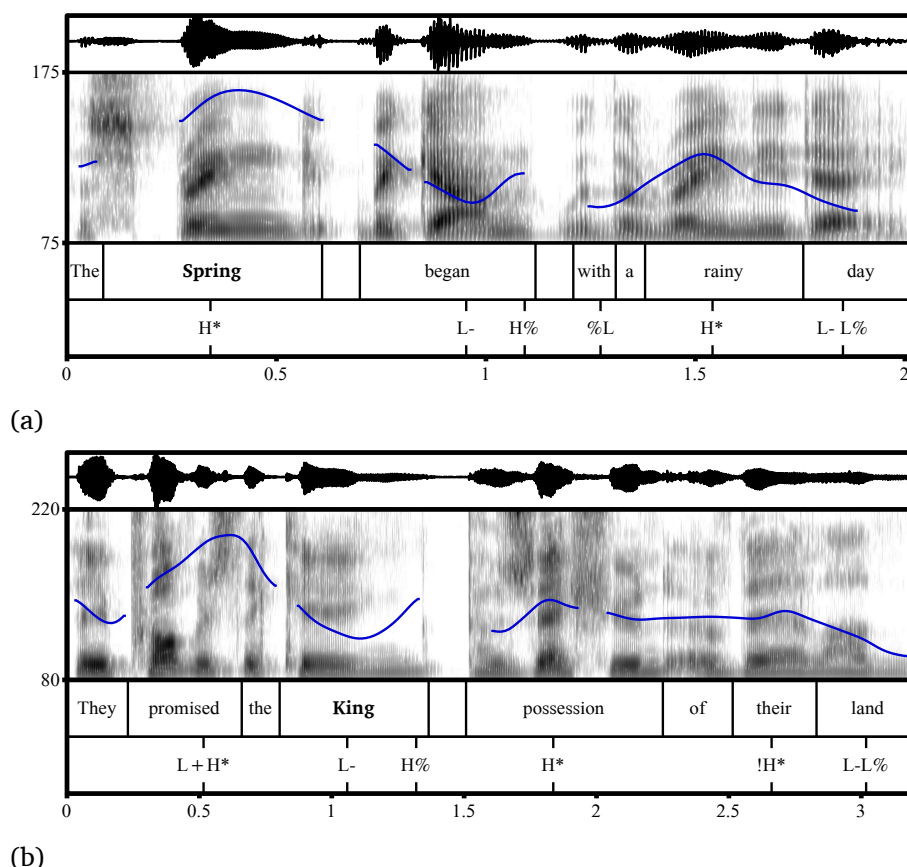 175
75
The Spring began with a rainy day
H* L- H% %L H* L- L%
0 0.5 1 1.5 2
(a)
220
80
They promised the King possession of their land
L+H* L- H% H* !H* L-L%
0 0.5 1 1.5 2 2.5 3
(b)